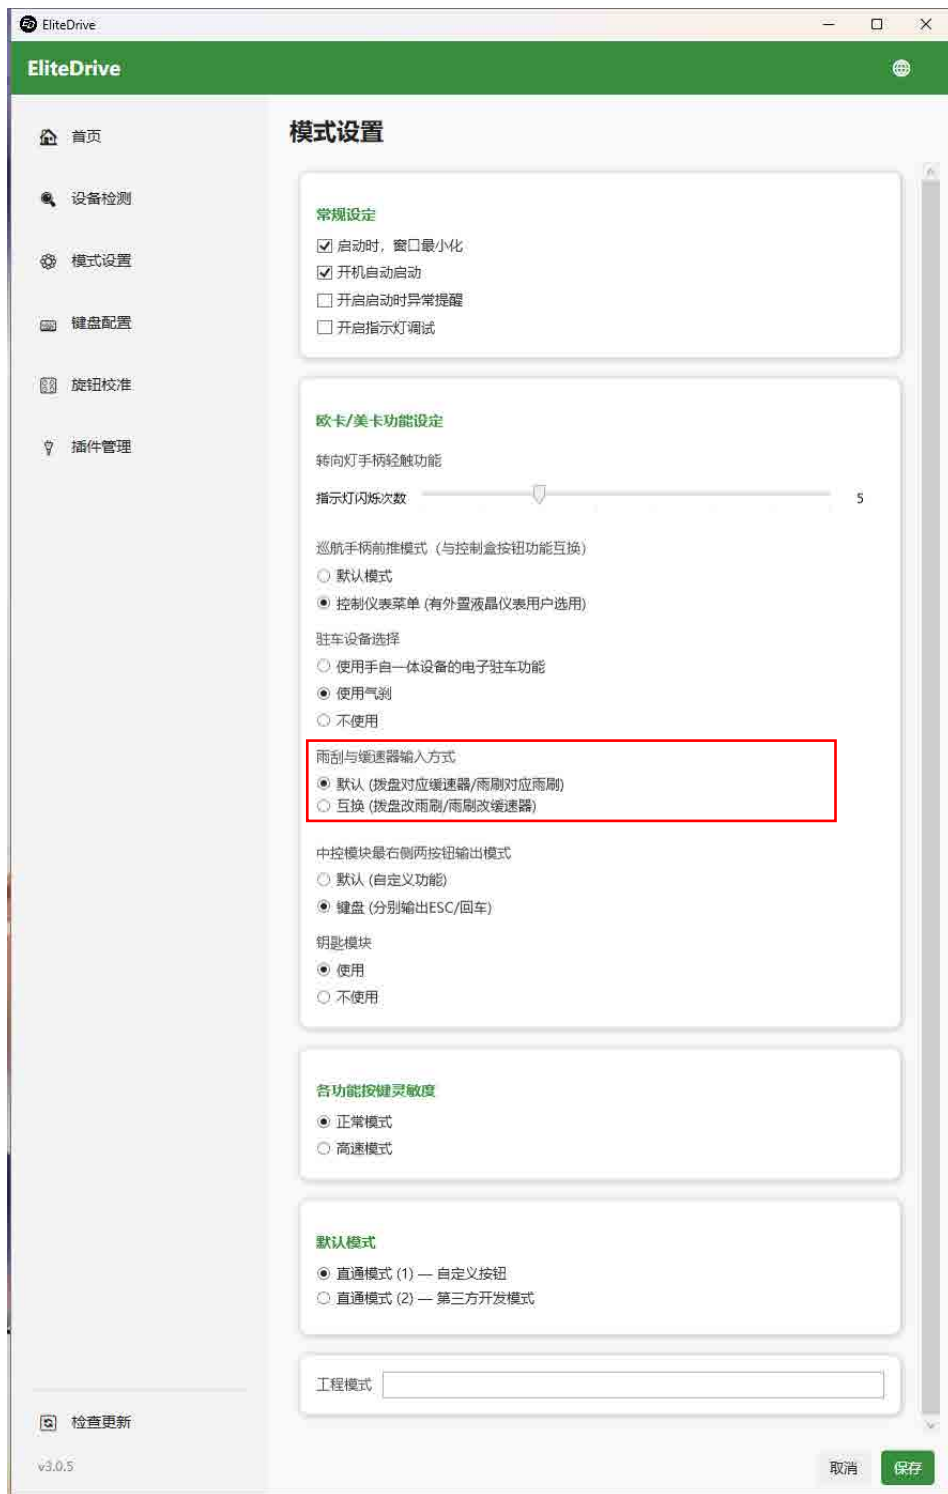 EliteDrive
EliteDrive
首页
设备检测
模式设置
键盘配置
旋钮校准
插件管理
检查更新
v3.0.5
模式设置
常规设定
启动时，窗口最小化
开机自动启动
开启启动时异常提醒
开启指示灯调试
欧卡/美卡功能设定
转向灯手柄轻触功能
指示灯闪烁次数 5
巡航手柄前推模式（与控制盒按钮功能互换）
默认模式
控制仪表菜单 (有外置液晶仪表用户选用)
驻车设备选择
使用手自一体设备的电子驻车功能
使用气刹
不使用
雨刮与缓速器输入方式
默认 (拨盘对应缓速器/雨刷对应雨刷)
互换 (拨盘改雨刷/雨刷改缓速器)
中控模块最右侧两按钮输出模式
默认 (自定义功能)
键盘 (分别输出ESC/回车)
钥匙模块
使用
不使用
各功能按键灵敏度
正常模式
高速模式
默认模式
直通模式 (1) — 自定义按钮
直通模式 (2) — 第三方开发模式
工程模式
取消
保存